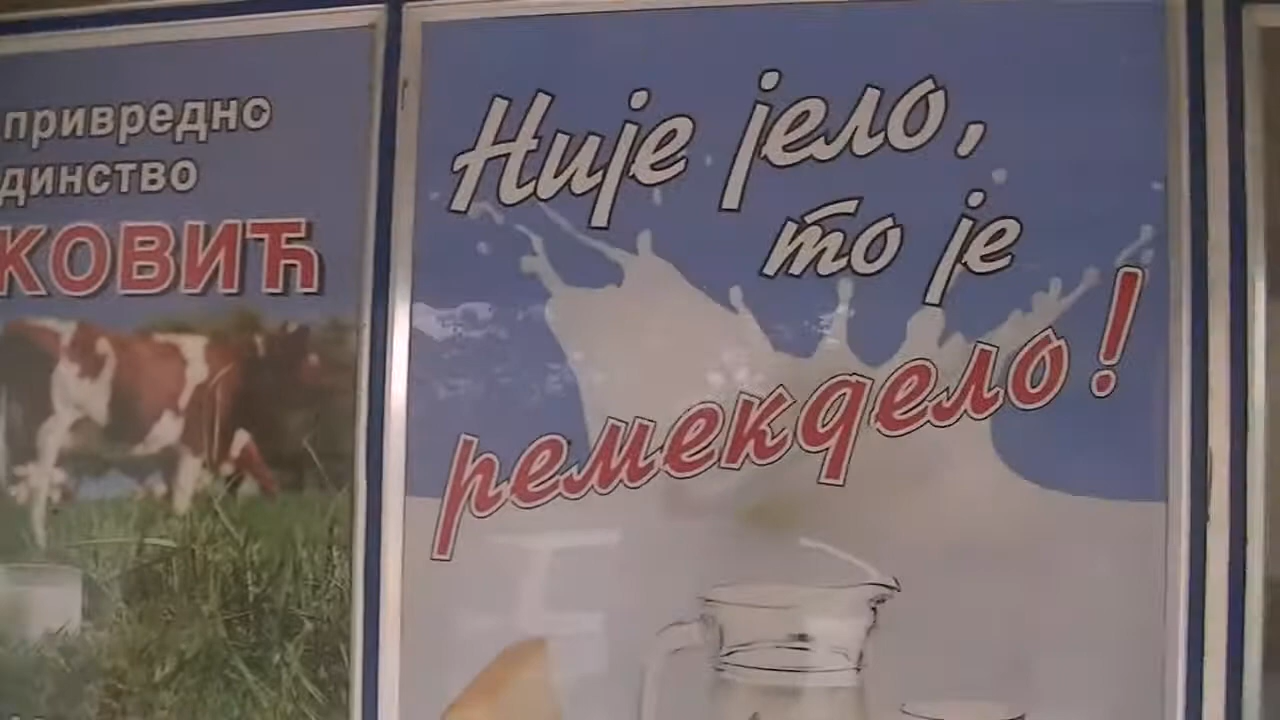 привредно
динство
КОВИЋ
Није јело,
то је
ремекдело!